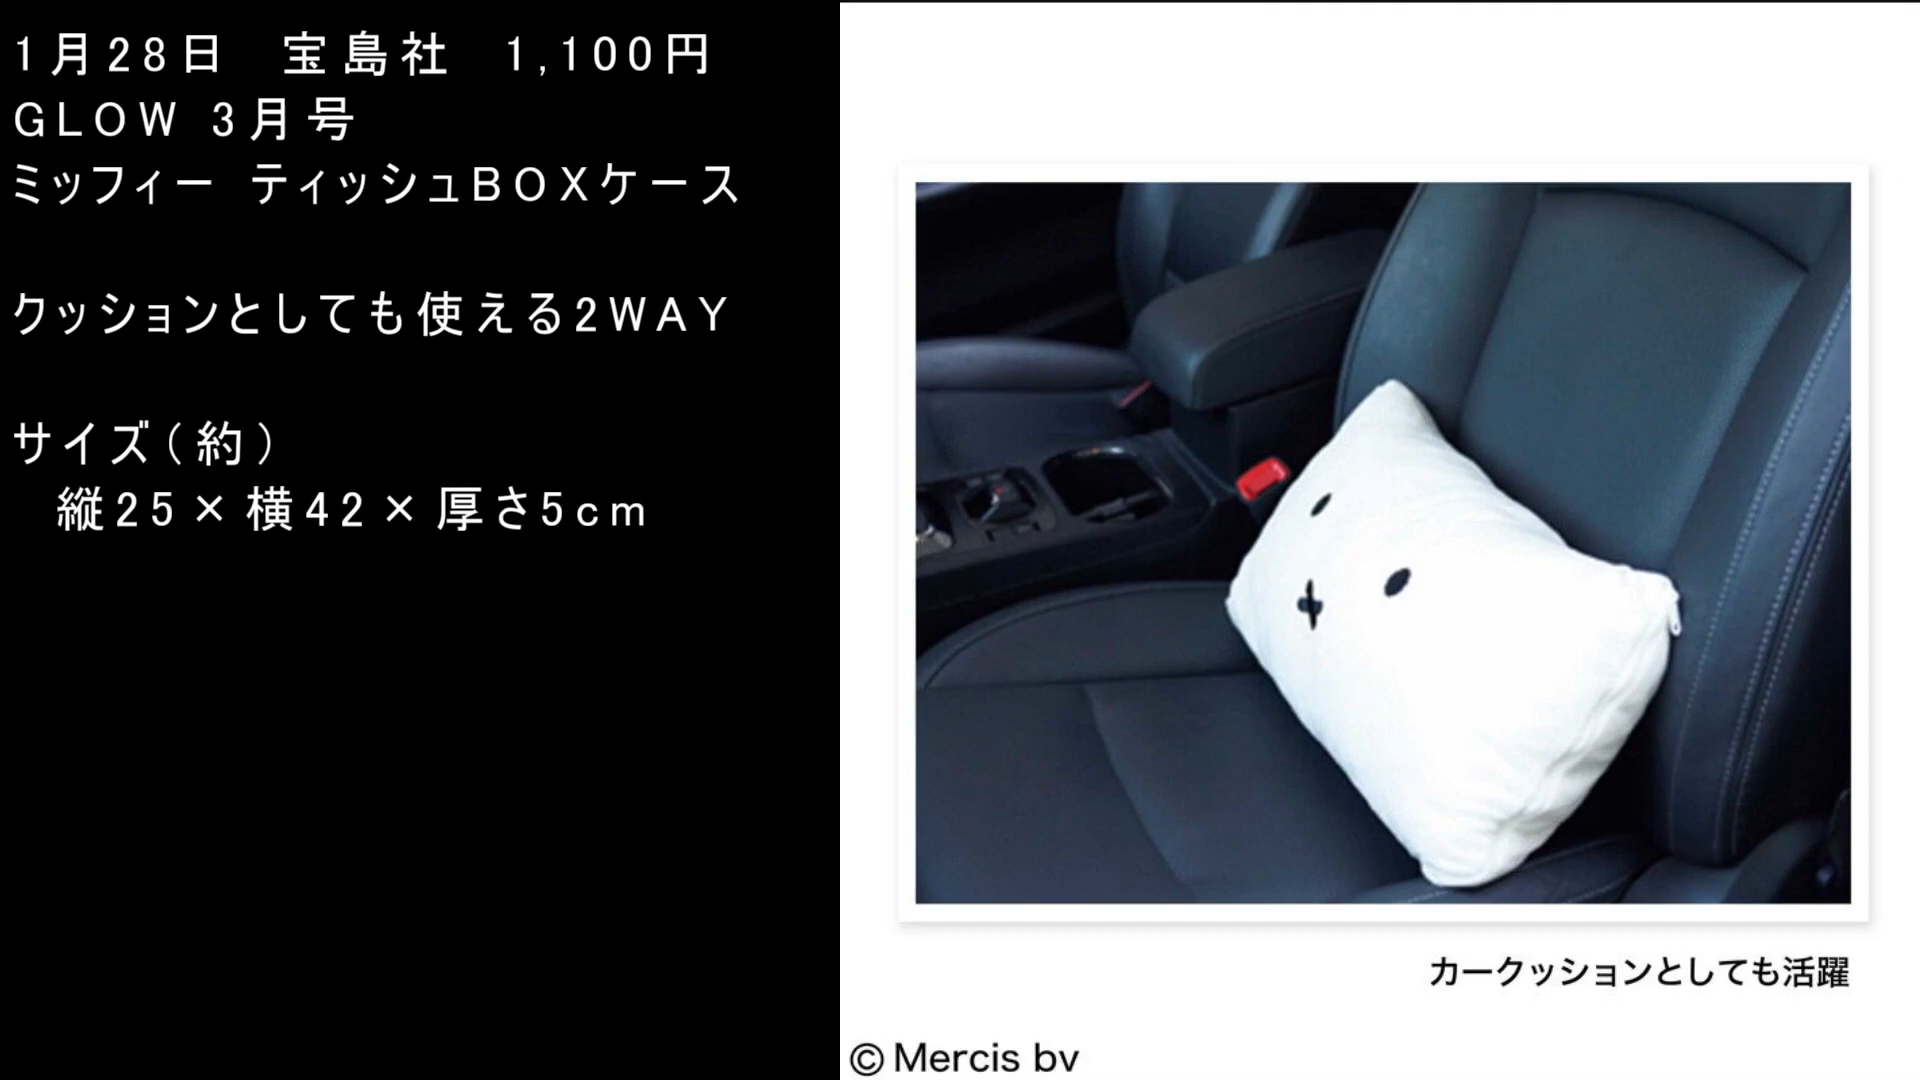 1月28日　宝島社　1,100円
GLOW 3月号
ミッフィー ティッシュBOXケース
クッションとしても使える2WAY
サイズ(約)
縦25×横42×厚さ5cm
カークッションとしても活躍
© Mercis bv